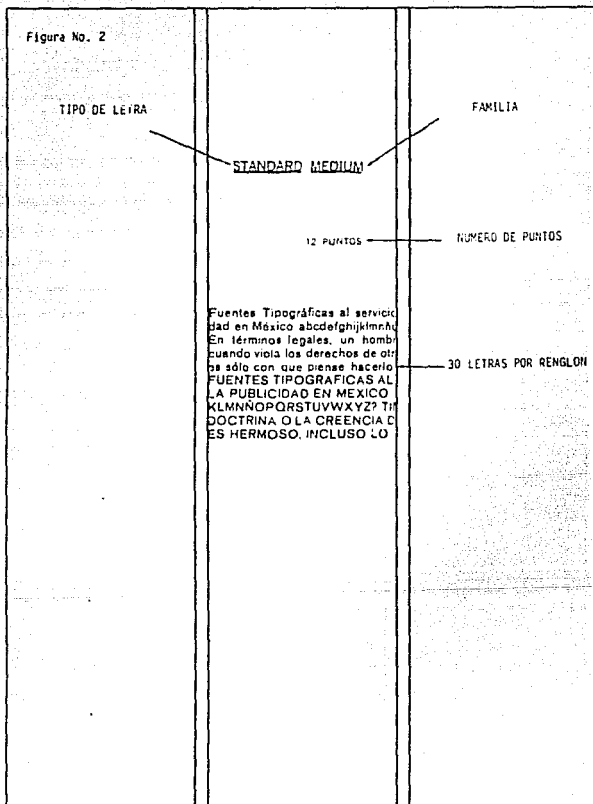 Figura No. 2
TIPO DE LETRA
FAMILIA
STANDARD MEDIUM
12 PUNTOS
NUMERO DE PUNTOS
Fuentes Tipográficas al servicio
dad en México abcdefghijklmnñ
En términos legales, un hombr
cuando viola los derechos de otr
es sólo con que piense hacerlo
30 LETRAS POR RENGLON
FUENTES TIPOGRAFICAS AL
LA PUBLICIDAD EN MEXICO
KLMNÑOPQRSTUVWXYZ? TI
DOCTRINA O LA CREENCIA D
ES HERMOSO, INCLUSO LO